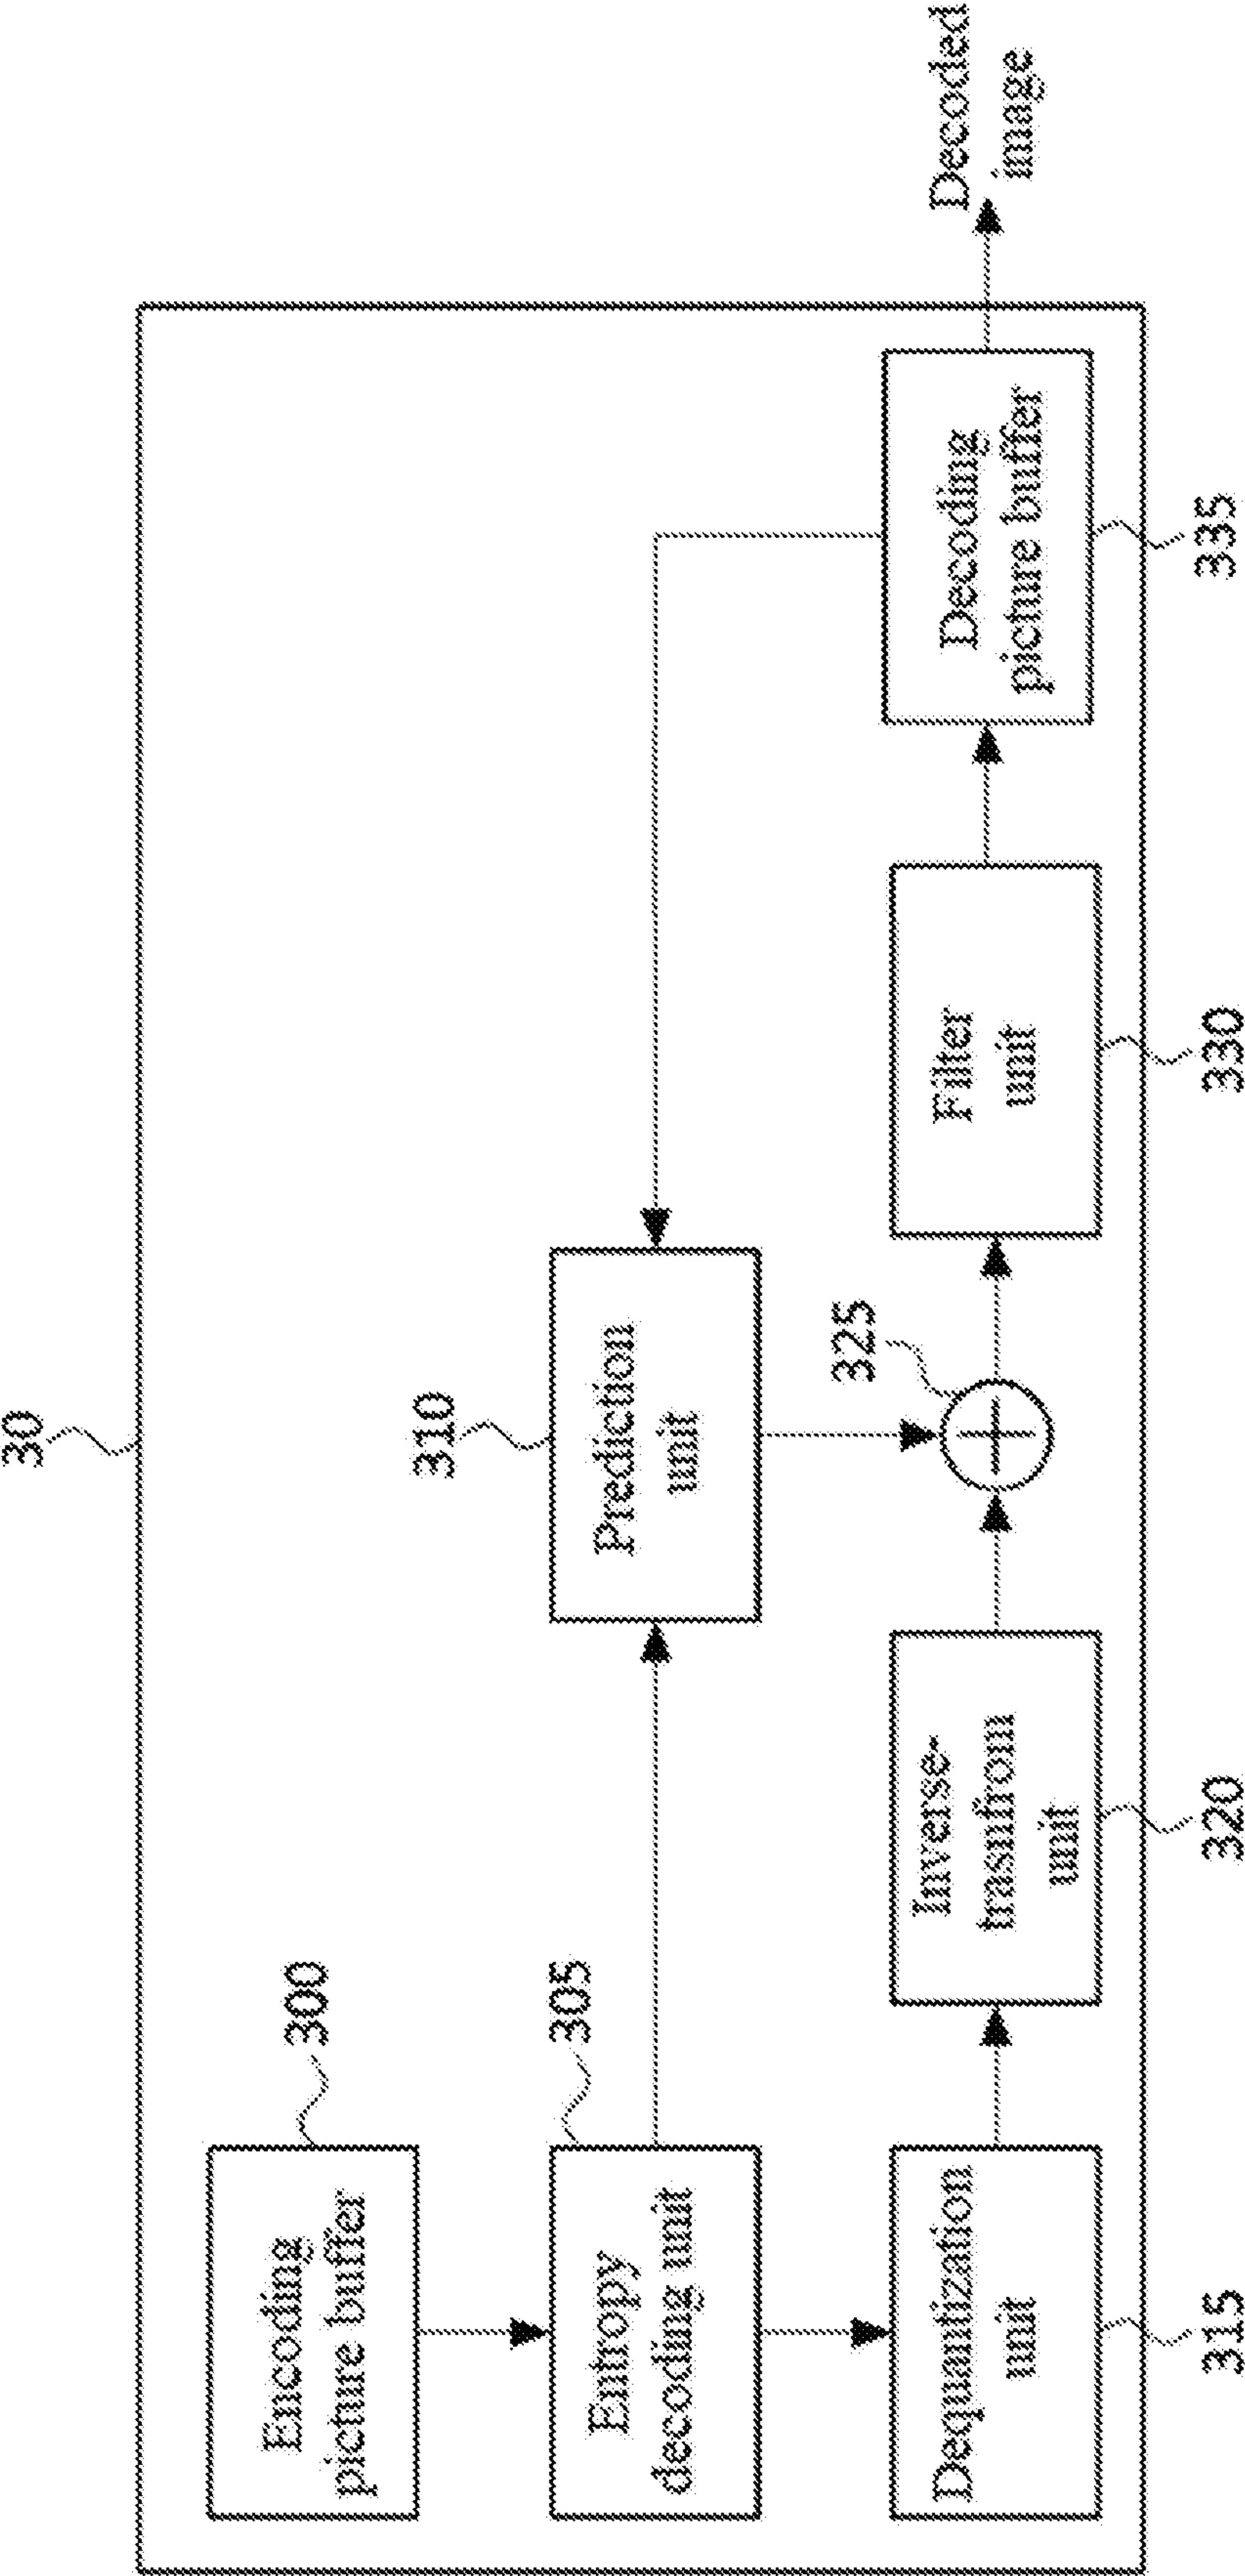 30
300
Encoding
picture buffer
305
Entropy
decoding unit
310
Prediction
unit
Dequantization
unit
315
Inverse-
trasnfrom
unit
320
325
Filter
unit
330
Decoding
picture buffer
335
Decoded
image